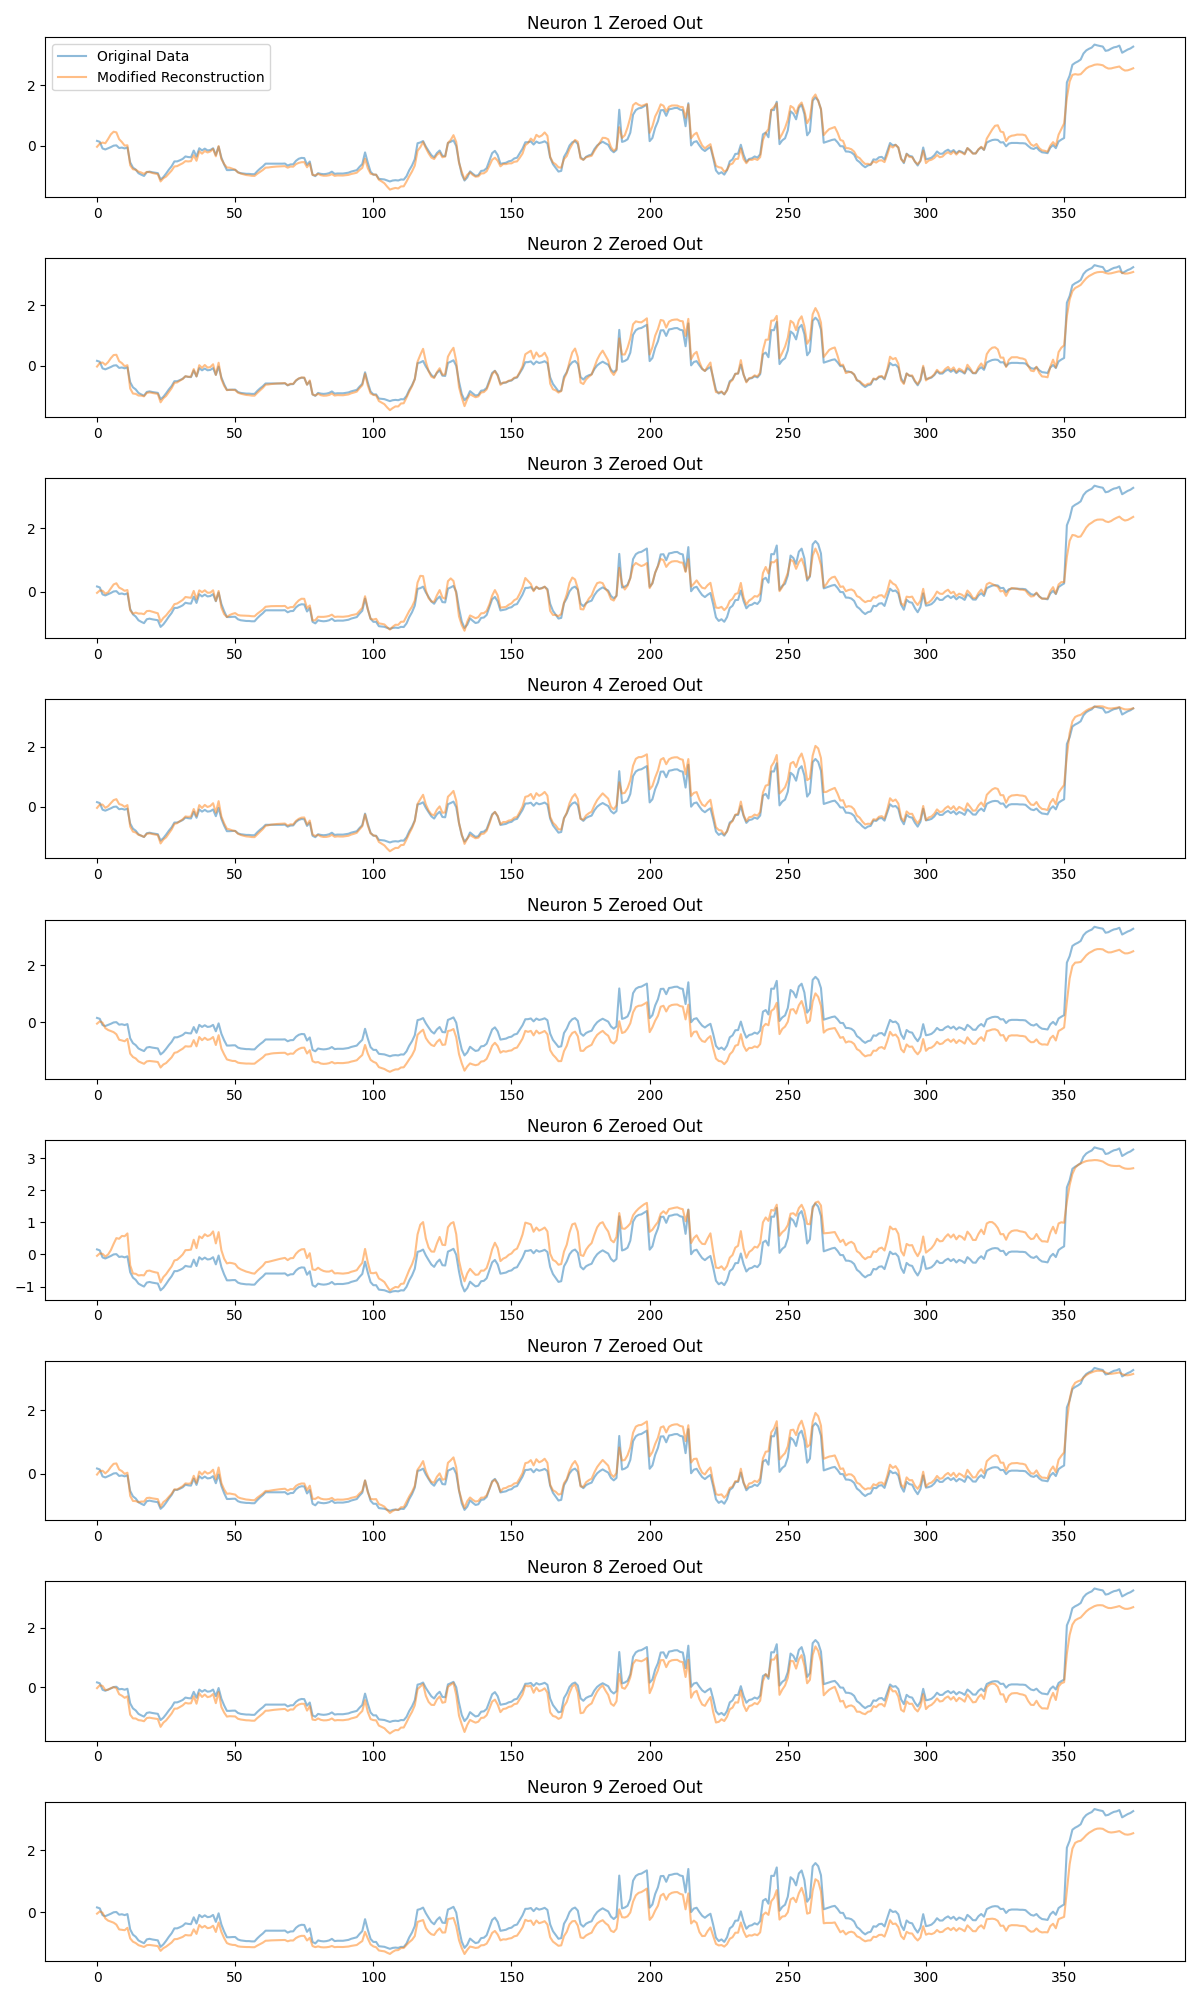 Neuron 1 Zeroed Out
Original Data
Modified Reconstruction
2
0
0 50 100 150 200 250 300 350
Neuron 2 Zeroed Out
2
0
0 50 100 150 200 250 300 350
Neuron 3 Zeroed Out
2
0
0 50 100 150 200 250 300 350
Neuron 4 Zeroed Out
2
0
0 50 100 150 200 250 300 350
Neuron 5 Zeroed Out
2
0
0 50 100 150 200 250 300 350
Neuron 6 Zeroed Out
3
2
1
0
−1
0 50 100 150 200 250 300 350
Neuron 7 Zeroed Out
2
0
0 50 100 150 200 250 300 350
Neuron 8 Zeroed Out
2
0
0 50 100 150 200 250 300 350
Neuron 9 Zeroed Out
2
0
0 50 100 150 200 250 300 350